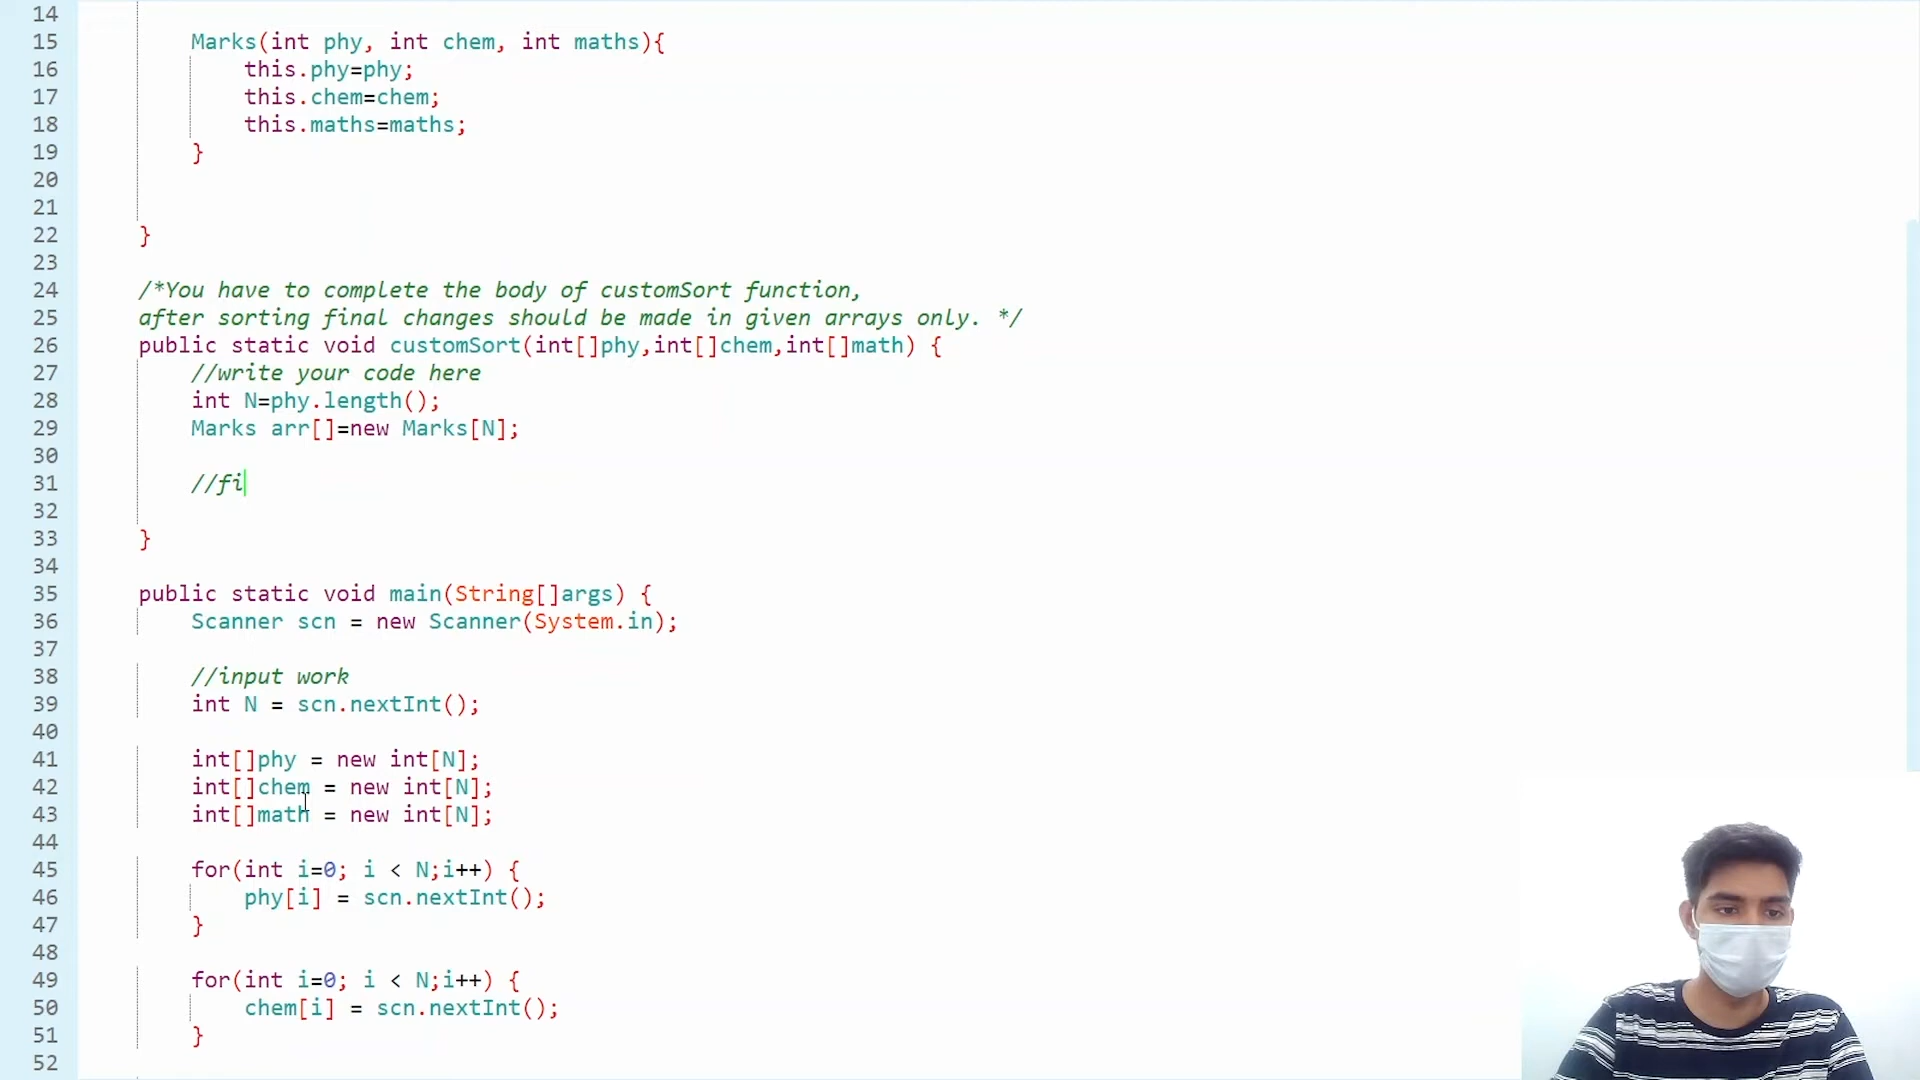 14
15 Marks(int phy, int chem, int maths){
16 this.phy=phy;
17 this.chem=chem;
18 this.maths=maths;
19 }
20
21
22 }
23
24 /*You have to complete the body of customSort function,
25 after sorting final changes should be made in given arrays only. */
26 public static void customSort(int[]phy,int[]chem,int[]math) {
27 //write your code here
28 int N=phy.length();
29 Marks arr[]=new Marks[N];
30
31 //fi
32
33 }
34
35 public static void main(String[]args) {
36 Scanner scn = new Scanner(System.in);
37
38 //input work
39 int N = scn.nextInt();
40
41 int[]phy = new int[N];
42 int[]chem = new int[N];
43 int[]math = new int[N];
44
45 for(int i=0; i < N;i++) {
46 phy[i] = scn.nextInt();
47 }
48
49 for(int i=0; i < N;i++) {
50 chem[i] = scn.nextInt();
51 }
52